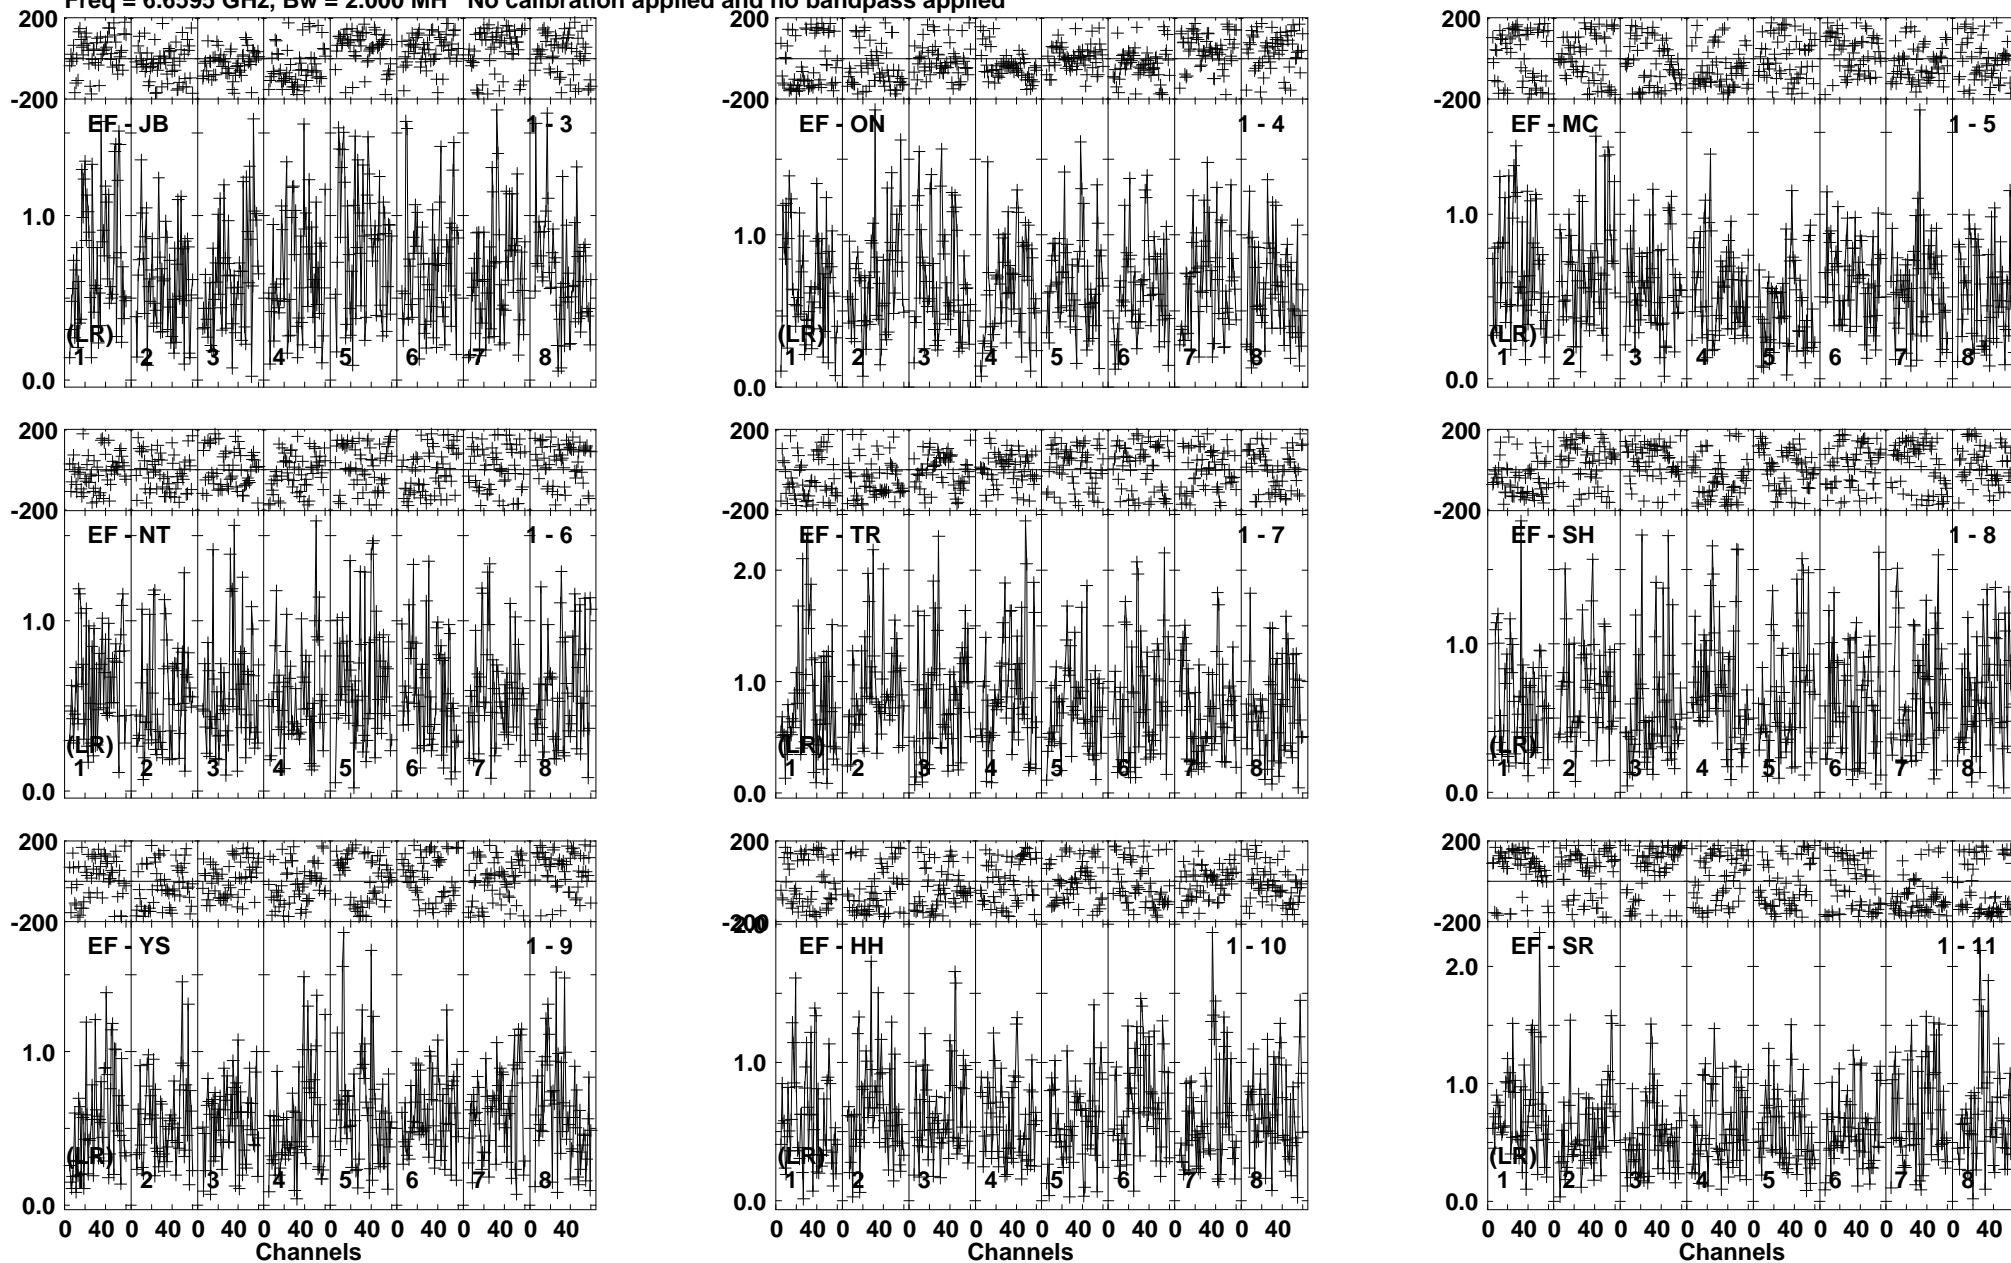 Freq = 6.6595 GHz, Bw = 2.000 MH No calibration applied and no bandpass applied
200 200 200
-200 -200 -200
EF - JB 1 - 3 EF - ON 1 - 4 EF - MC 1 - 5
1.0 1.0 1.0
(LR) (LR) (LR)
1 2 3 4 5 6 7 8 1 2 3 4 5 6 7 8 1 2 3 4 5 6 7 8
0.0 0.0 0.0
200 200 200
-200 -200 -200
EF - NT 1 - 6 EF - TR 1 - 7 EF - SH 1 - 8
2.0
1.0 1.0 1.0
(LR) (LR) (LR)
1 2 3 4 5 6 7 8 1 2 3 4 5 6 7 8 1 2 3 4 5 6 7 8
0.0 0.0 0.0
200 200 200
-200 -200 2.0 -200
EF - YS 1 - 9 EF - HH 1 - 10 EF - SR 1 - 11
2.0
1.0 1.0 1.0
(LR) (LR) (LR)
1 2 3 4 5 6 7 8 1 2 3 4 5 6 7 8 1 2 3 4 5 6 7 8
0.0 0.0 0.0
0 40 0 40 0 40 0 40 0 40 0 40 0 40 0 40 0 40 0 40 0 40 0 40 0 40 0 40 0 40 0 40 0 40 0 40 0 40 0 40 0 40 0 40 0 40 0 40
Channels Channels Channels